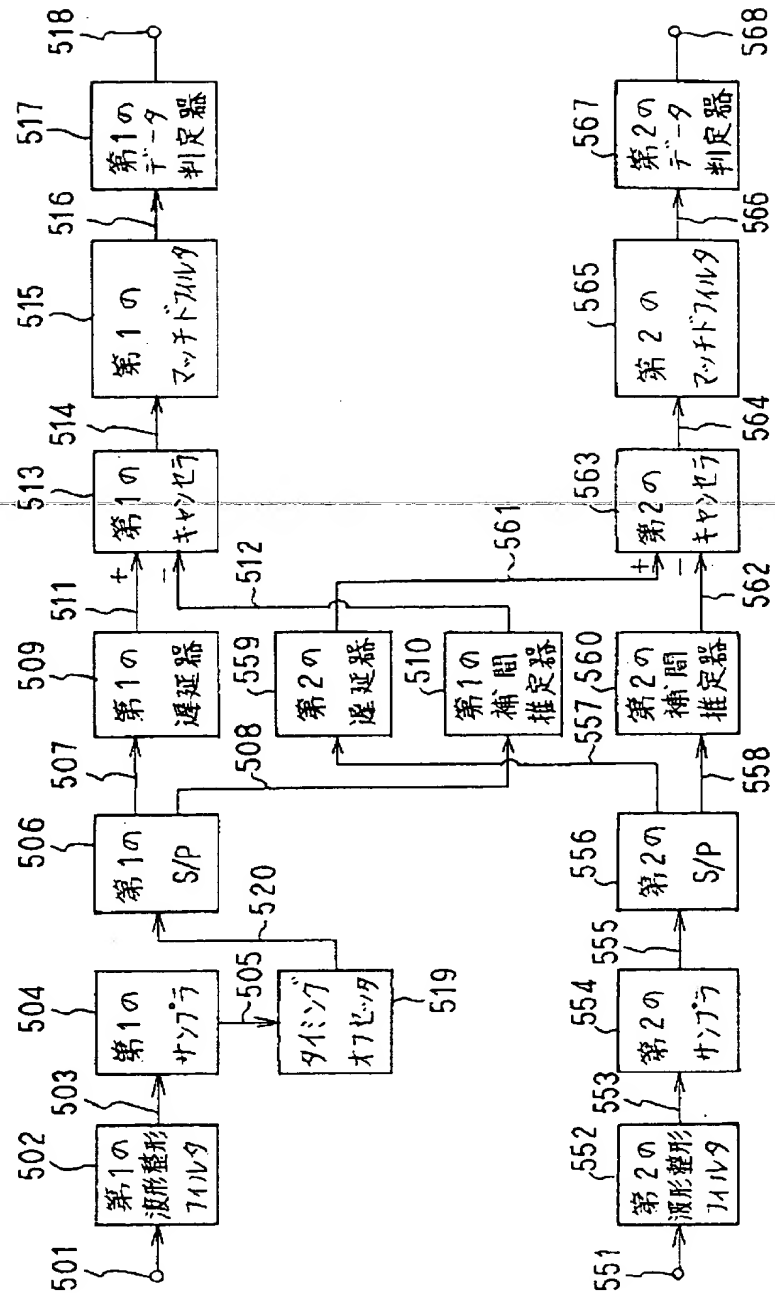 501
502
第1の
波形整形
フィルタ
503
504
第1の
サンプラ
505
タイミング
オフセッタ
519
520
506
第1の
S/P
507
508
509
第1の
遅延器
511
+
−
512
513
第1の
キャンセラ
514
515
第1の
マッチドフィルタ
516
517
第1の
データ
判定器
518
559
第2の
遅延器
561
510
第1の
補間
推定器
557
551
552
第2の
波形整形
フィルタ
553
554
第2の
サンプラ
555
556
第2の
S/P
558
560
第2の
補間
推定器
562
+
−
563
第2の
キャンセラ
564
565
第2の
マッチドフィルタ
566
567
第2の
データ
判定器
568